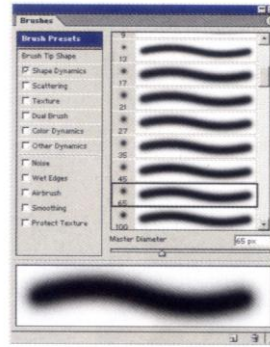 Brushes
Brush Presets
Brush Tip Shape
Shape Dynamics
Scattering
Texture
Dual Brush
Color Dynamics
Other Dynamics
Noise
Wet Edges
Airbrush
Smoothing
Protect Texture
9
13
17
21
27
35
45
65
100
Master Diameter
65 px